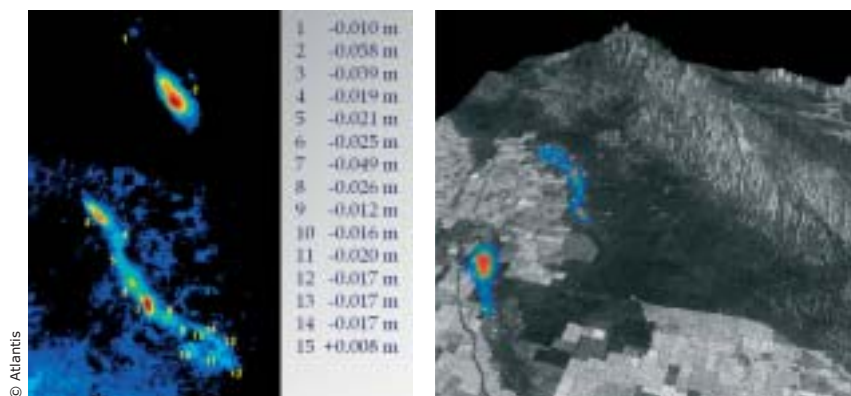 1 -0.010 m
2 -0.058 m
3 -0.039 m
4 -0.019 m
5 -0.021 m
6 -0.025 m
7 -0.049 m
8 -0.026 m
9 -0.012 m
10 -0.016 m
11 -0.020 m
12 -0.017 m
13 -0.017 m
14 -0.017 m
15 +0.008 m
© Atlantis